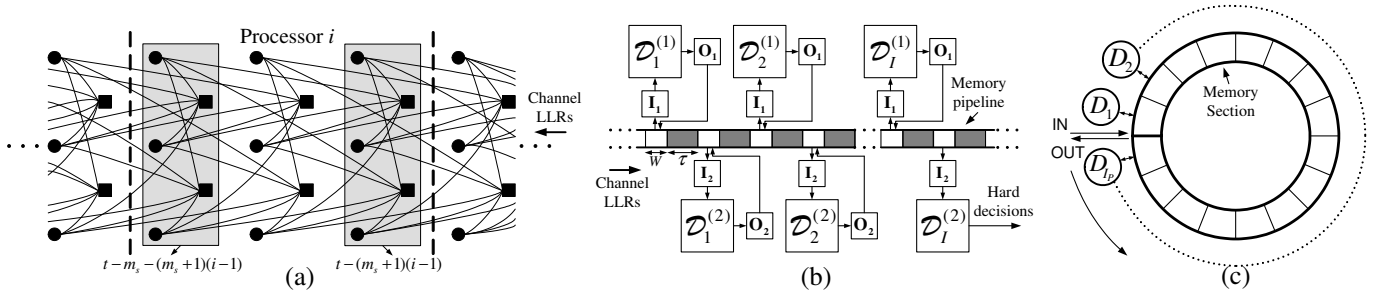 Processor i
Channel
LLRs
t − m_s − (m_s + 1)(i − 1)
t − (m_s + 1)(i − 1)
(a)
𝒟_1^(1)
O_1
𝒟_2^(1)
O_1
𝒟_I^(1)
O_1
I_1
I_1
I_1
Memory
pipeline
W
τ
Channel
LLRs
I_2
I_2
I_2
𝒟_1^(2)
O_2
𝒟_2^(2)
O_2
𝒟_I^(2)
Hard
decisions
(b)
D_2
D_1
Memory
Section
IN
OUT
D_{I_P}
(c)